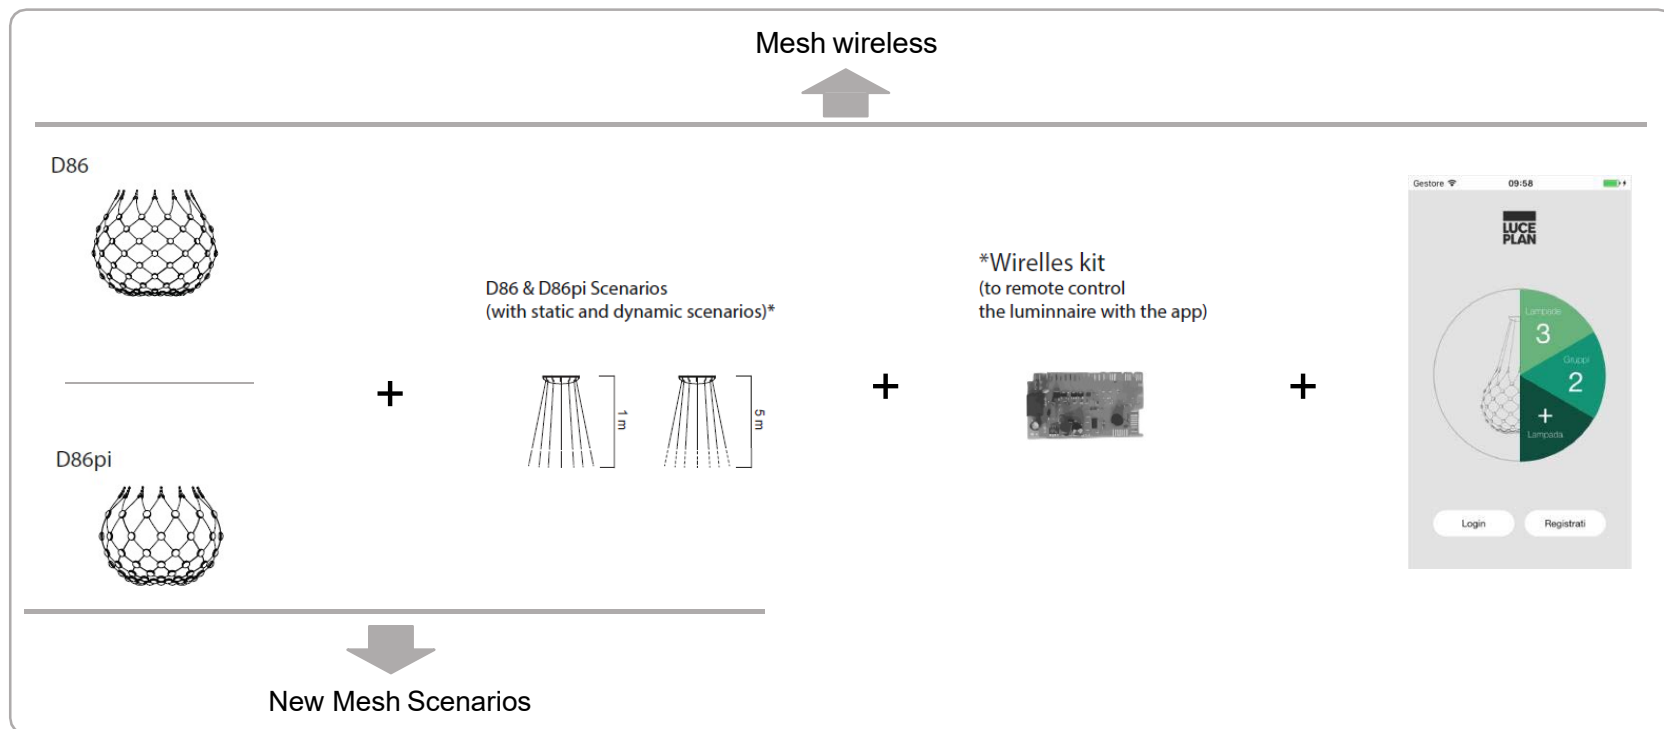 Mesh wireless
D86
D86 & D86pi Scenarios
(with static and dynamic scenarios)*
1 m
5 m
*Wirelles kit
(to remote control
the luminnaire with the app)
Gestore
09:58
LUCE
PLAN
Lampade
3
Gruppi
2
+
Lampada
Login
Registrati
+
+
+
D86pi
New Mesh Scenarios